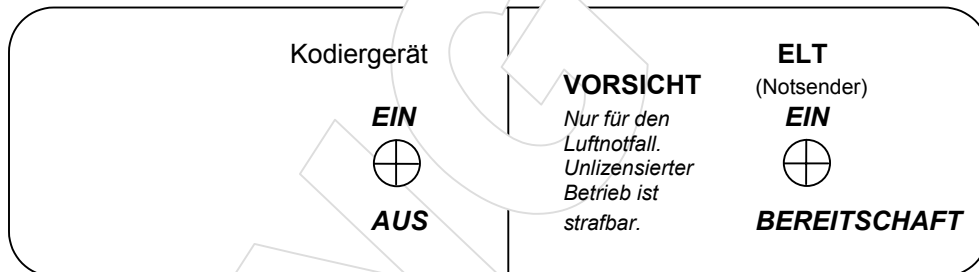 Kodiergerät
EIN
AUS
ELT
(Notsender)
VORSICHT
Nur für den
Luftnotfall.
Unlizensierter
Betrieb ist
strafbar.
EIN
BEREITSCHAFT